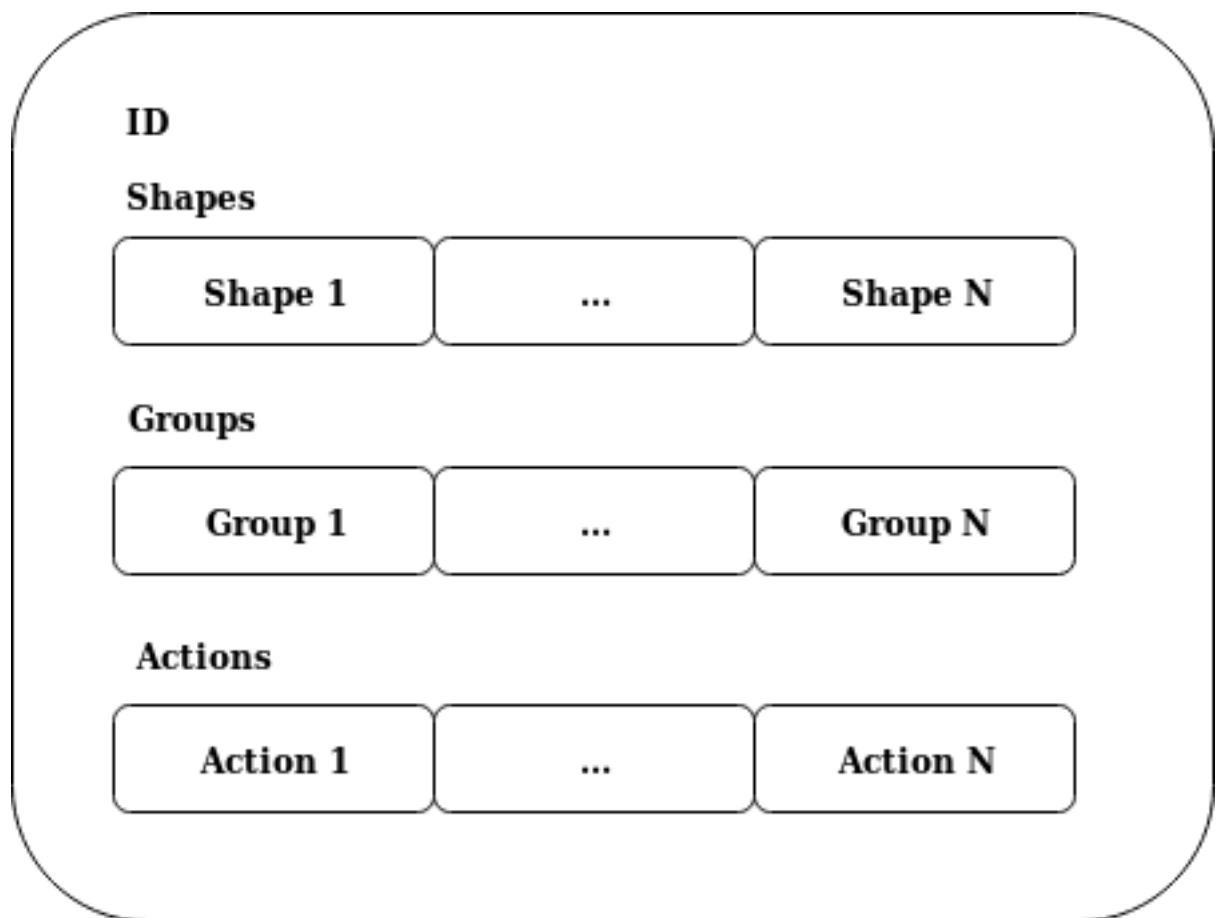 ID
Shapes
Shape 1 ... Shape N
Groups
Group 1 ... Group N
Actions
Action 1 ... Action N